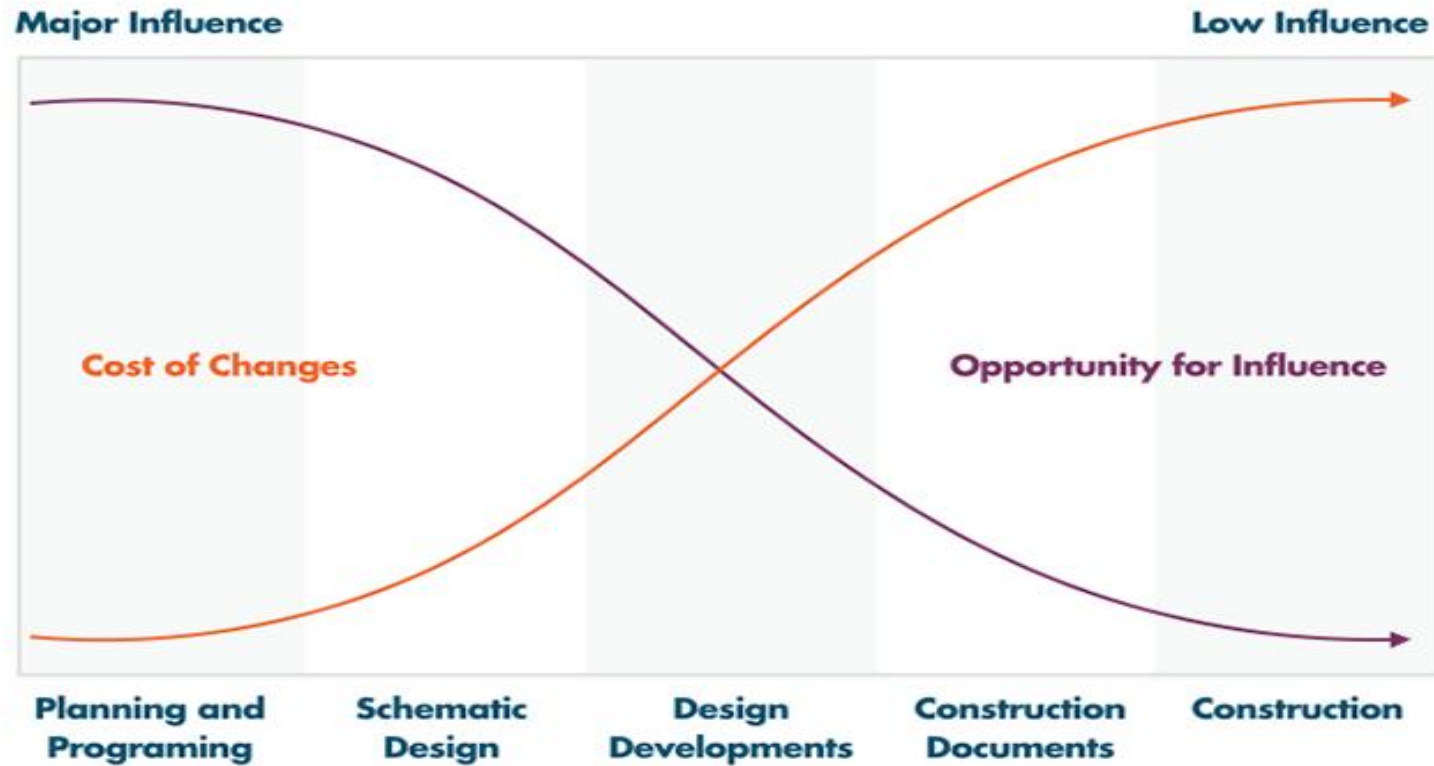 Major Influence
Low Influence
Cost of Changes
Opportunity for Influence
Planning and
Programing
Schematic
Design
Design
Developments
Construction
Documents
Construction